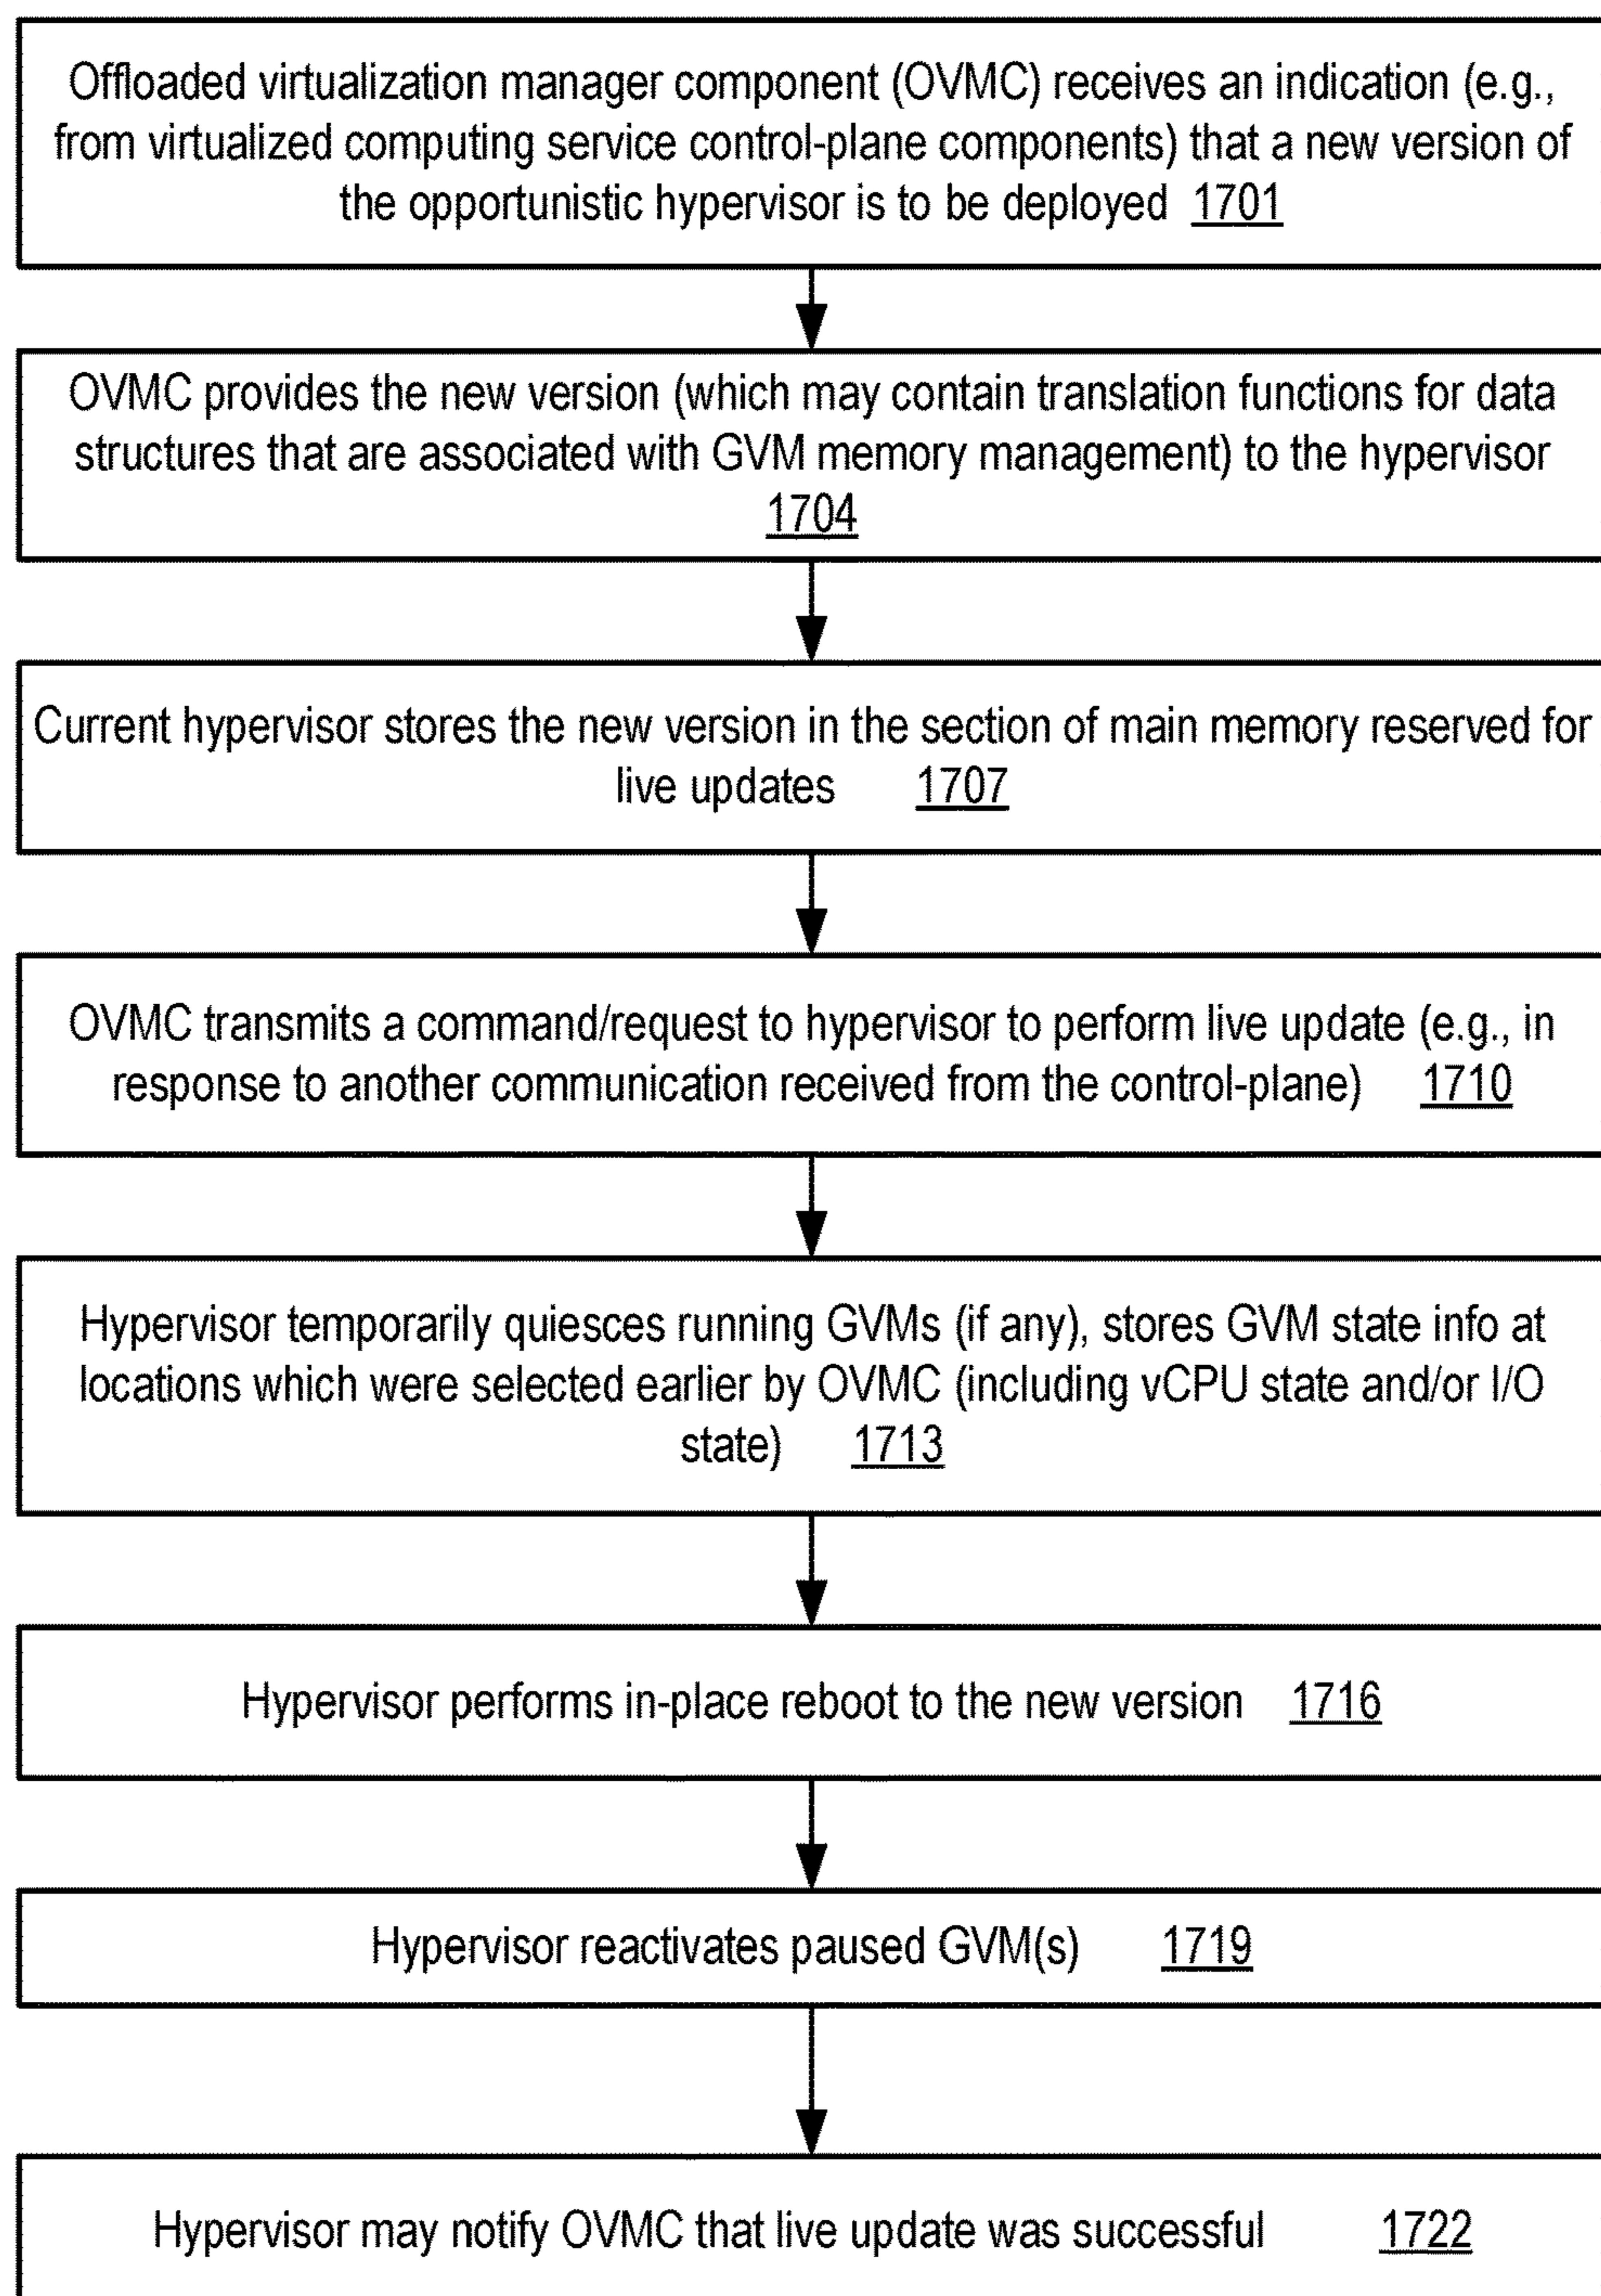 Offloaded virtualization manager component (OVMC) receives an indication (e.g.,
from virtualized computing service control-plane components) that a new version of
the opportunistic hypervisor is to be deployed 1701
OVMC provides the new version (which may contain translation functions for data
structures that are associated with GVM memory management) to the hypervisor
1704
Current hypervisor stores the new version in the section of main memory reserved for
live updates 1707
OVMC transmits a command/request to hypervisor to perform live update (e.g., in
response to another communication received from the control-plane) 1710
Hypervisor temporarily quiesces running GVMs (if any), stores GVM state info at
locations which were selected earlier by OVMC (including vCPU state and/or I/O
state) 1713
Hypervisor performs in-place reboot to the new version 1716
Hypervisor reactivates paused GVM(s) 1719
Hypervisor may notify OVMC that live update was successful 1722